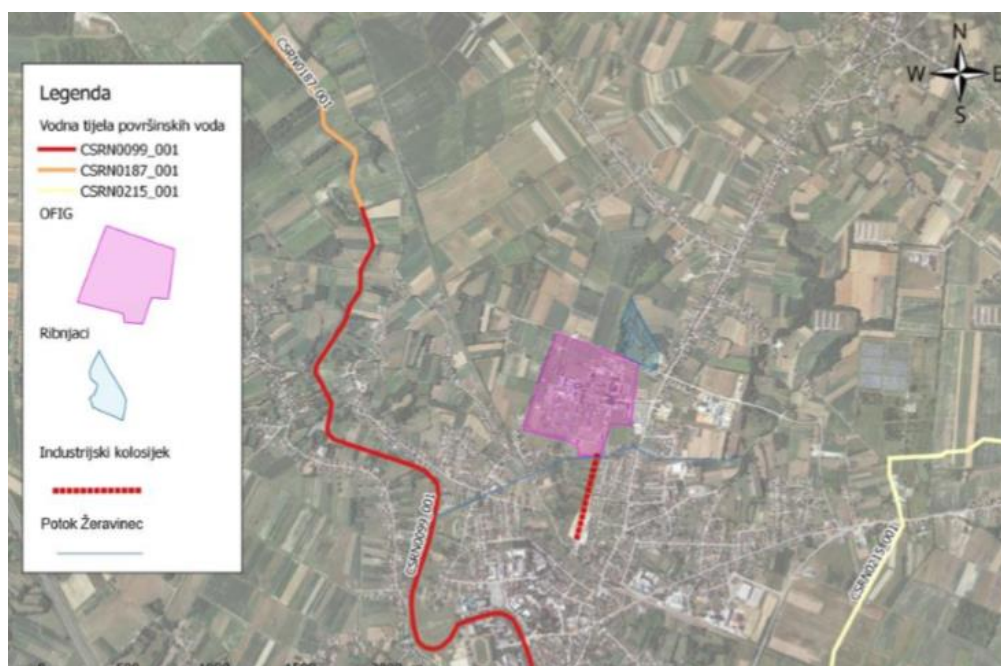 Legenda
Vodna tijela površinskih voda
CSRN0099_001
CSRN0187_001
CSRN0215_001
OFIG
Ribnjaci
Industrijski kolosijek
Potok Žeravinec
CSRN0187_001
N
W E
S
CSRN0099_001
CSRN0215_001